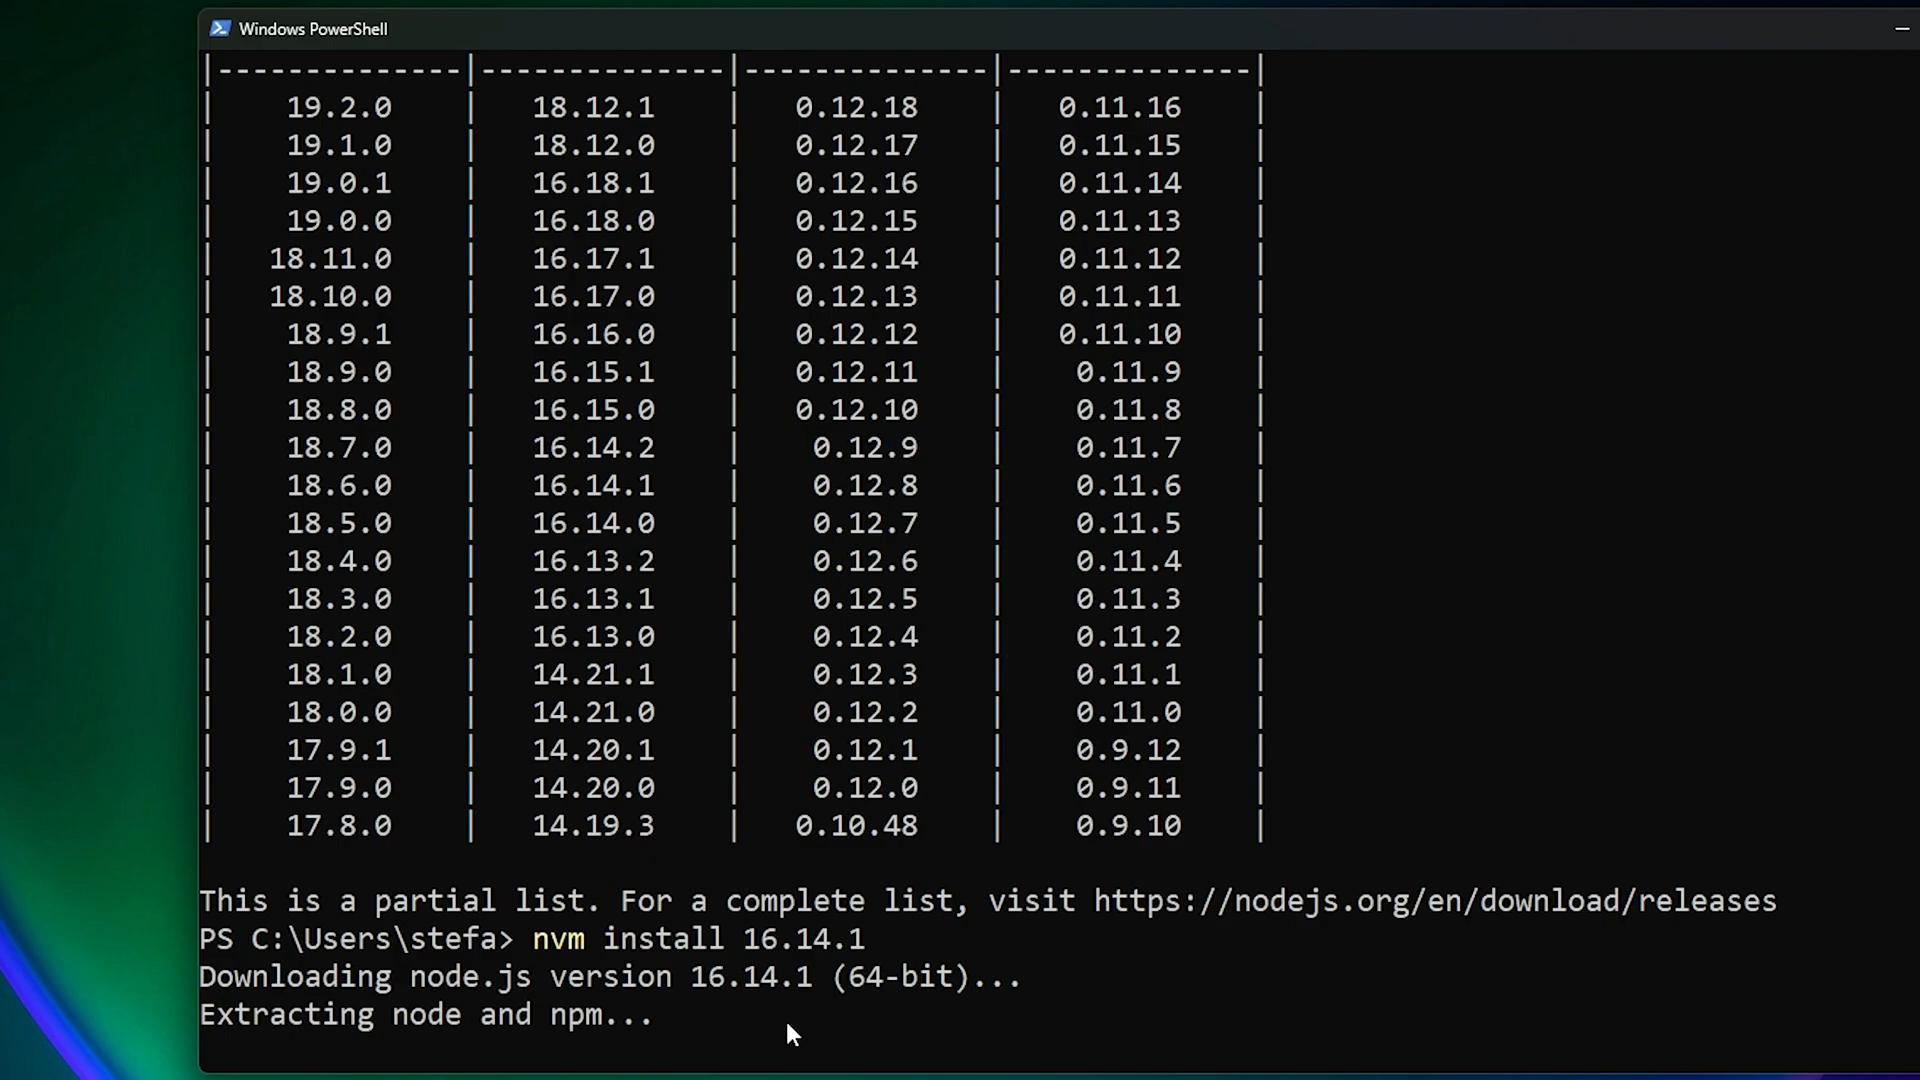 Windows PowerShell
|--------------|--------------|--------------|--------------|
| 19.2.0 | 18.12.1 | 0.12.18 | 0.11.16 |
| 19.1.0 | 18.12.0 | 0.12.17 | 0.11.15 |
| 19.0.1 | 16.18.1 | 0.12.16 | 0.11.14 |
| 19.0.0 | 16.18.0 | 0.12.15 | 0.11.13 |
| 18.11.0 | 16.17.1 | 0.12.14 | 0.11.12 |
| 18.10.0 | 16.17.0 | 0.12.13 | 0.11.11 |
| 18.9.1 | 16.16.0 | 0.12.12 | 0.11.10 |
| 18.9.0 | 16.15.1 | 0.12.11 | 0.11.9 |
| 18.8.0 | 16.15.0 | 0.12.10 | 0.11.8 |
| 18.7.0 | 16.14.2 | 0.12.9 | 0.11.7 |
| 18.6.0 | 16.14.1 | 0.12.8 | 0.11.6 |
| 18.5.0 | 16.14.0 | 0.12.7 | 0.11.5 |
| 18.4.0 | 16.13.2 | 0.12.6 | 0.11.4 |
| 18.3.0 | 16.13.1 | 0.12.5 | 0.11.3 |
| 18.2.0 | 16.13.0 | 0.12.4 | 0.11.2 |
| 18.1.0 | 14.21.1 | 0.12.3 | 0.11.1 |
| 18.0.0 | 14.21.0 | 0.12.2 | 0.11.0 |
| 17.9.1 | 14.20.1 | 0.12.1 | 0.9.12 |
| 17.9.0 | 14.20.0 | 0.12.0 | 0.9.11 |
| 17.8.0 | 14.19.3 | 0.10.48 | 0.9.10 |
This is a partial list. For a complete list, visit https://nodejs.org/en/download/releases
PS C:\Users\stefa> nvm install 16.14.1
Downloading node.js version 16.14.1 (64-bit)...
Extracting node and npm...